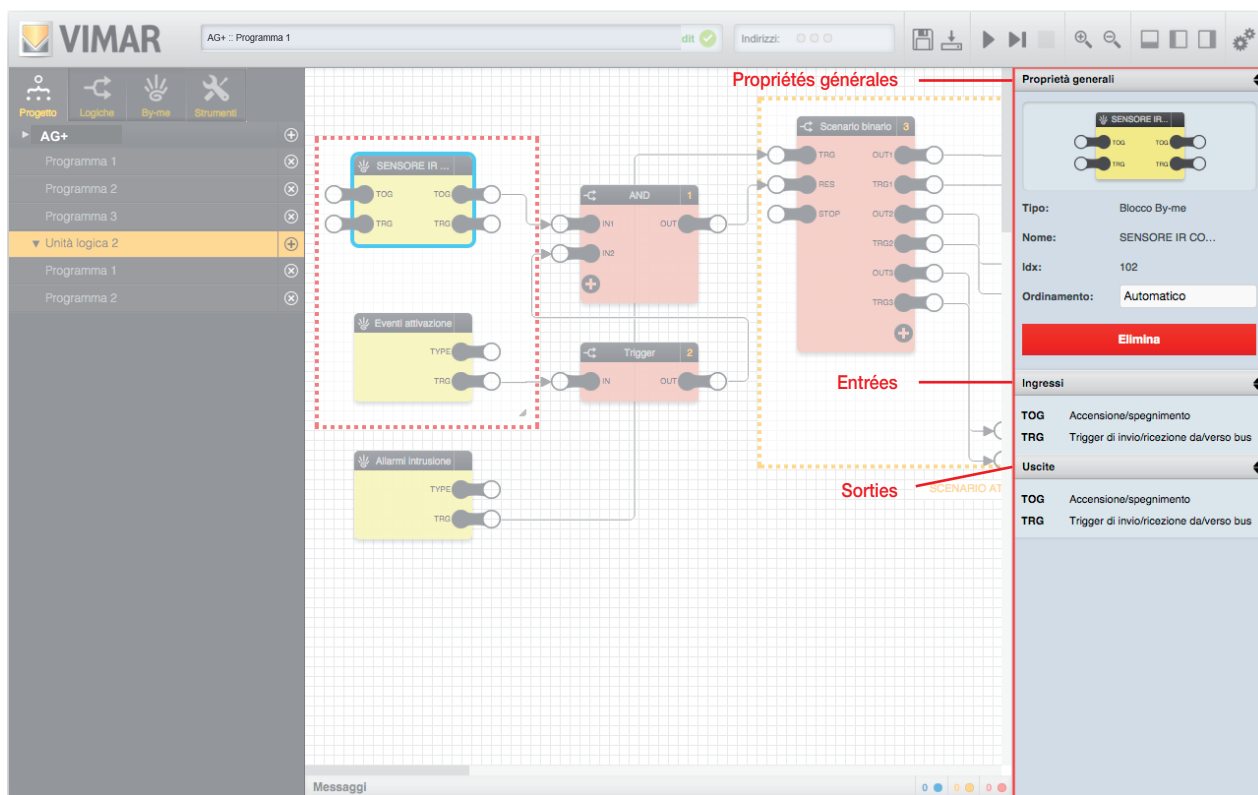 VIMAR
AG+ :: Programma 1
dit
Indirizzi:
Progetto
Logiche
By-me
Strumenti
AG+
Programma 1
Programma 2
Programma 3
Unità logica 2
Programma 1
Programma 2
Propriétés générales
Entrées
Sorties
SENSORE IR ...
TOG TOG
TRG TRG
Eventi attivazione
TYPE
TRG
Allarmi intrusione
TYPE
TRG
AND 1
IN1 OUT
IN2
Trigger 2
IN OUT
Scenario binario 3
TRG OUT1
RES TRG1
STOP OUT2
TRG2
OUT3
TRG3
SCENARIO AT
Messaggi
0 0 0
Proprietà generali
SENSORE IR...
TOG TOG
TRG TRG
Tipo: Blocco By-me
Nome: SENSORE IR CO...
Idx: 102
Ordinamento: Automatico
Elimina
Ingressi
TOG Accensione/spegnimento
TRG Trigger di invio/ricezione da/verso bus
Uscite
TOG Accensione/spegnimento
TRG Trigger di invio/ricezione da/verso bus